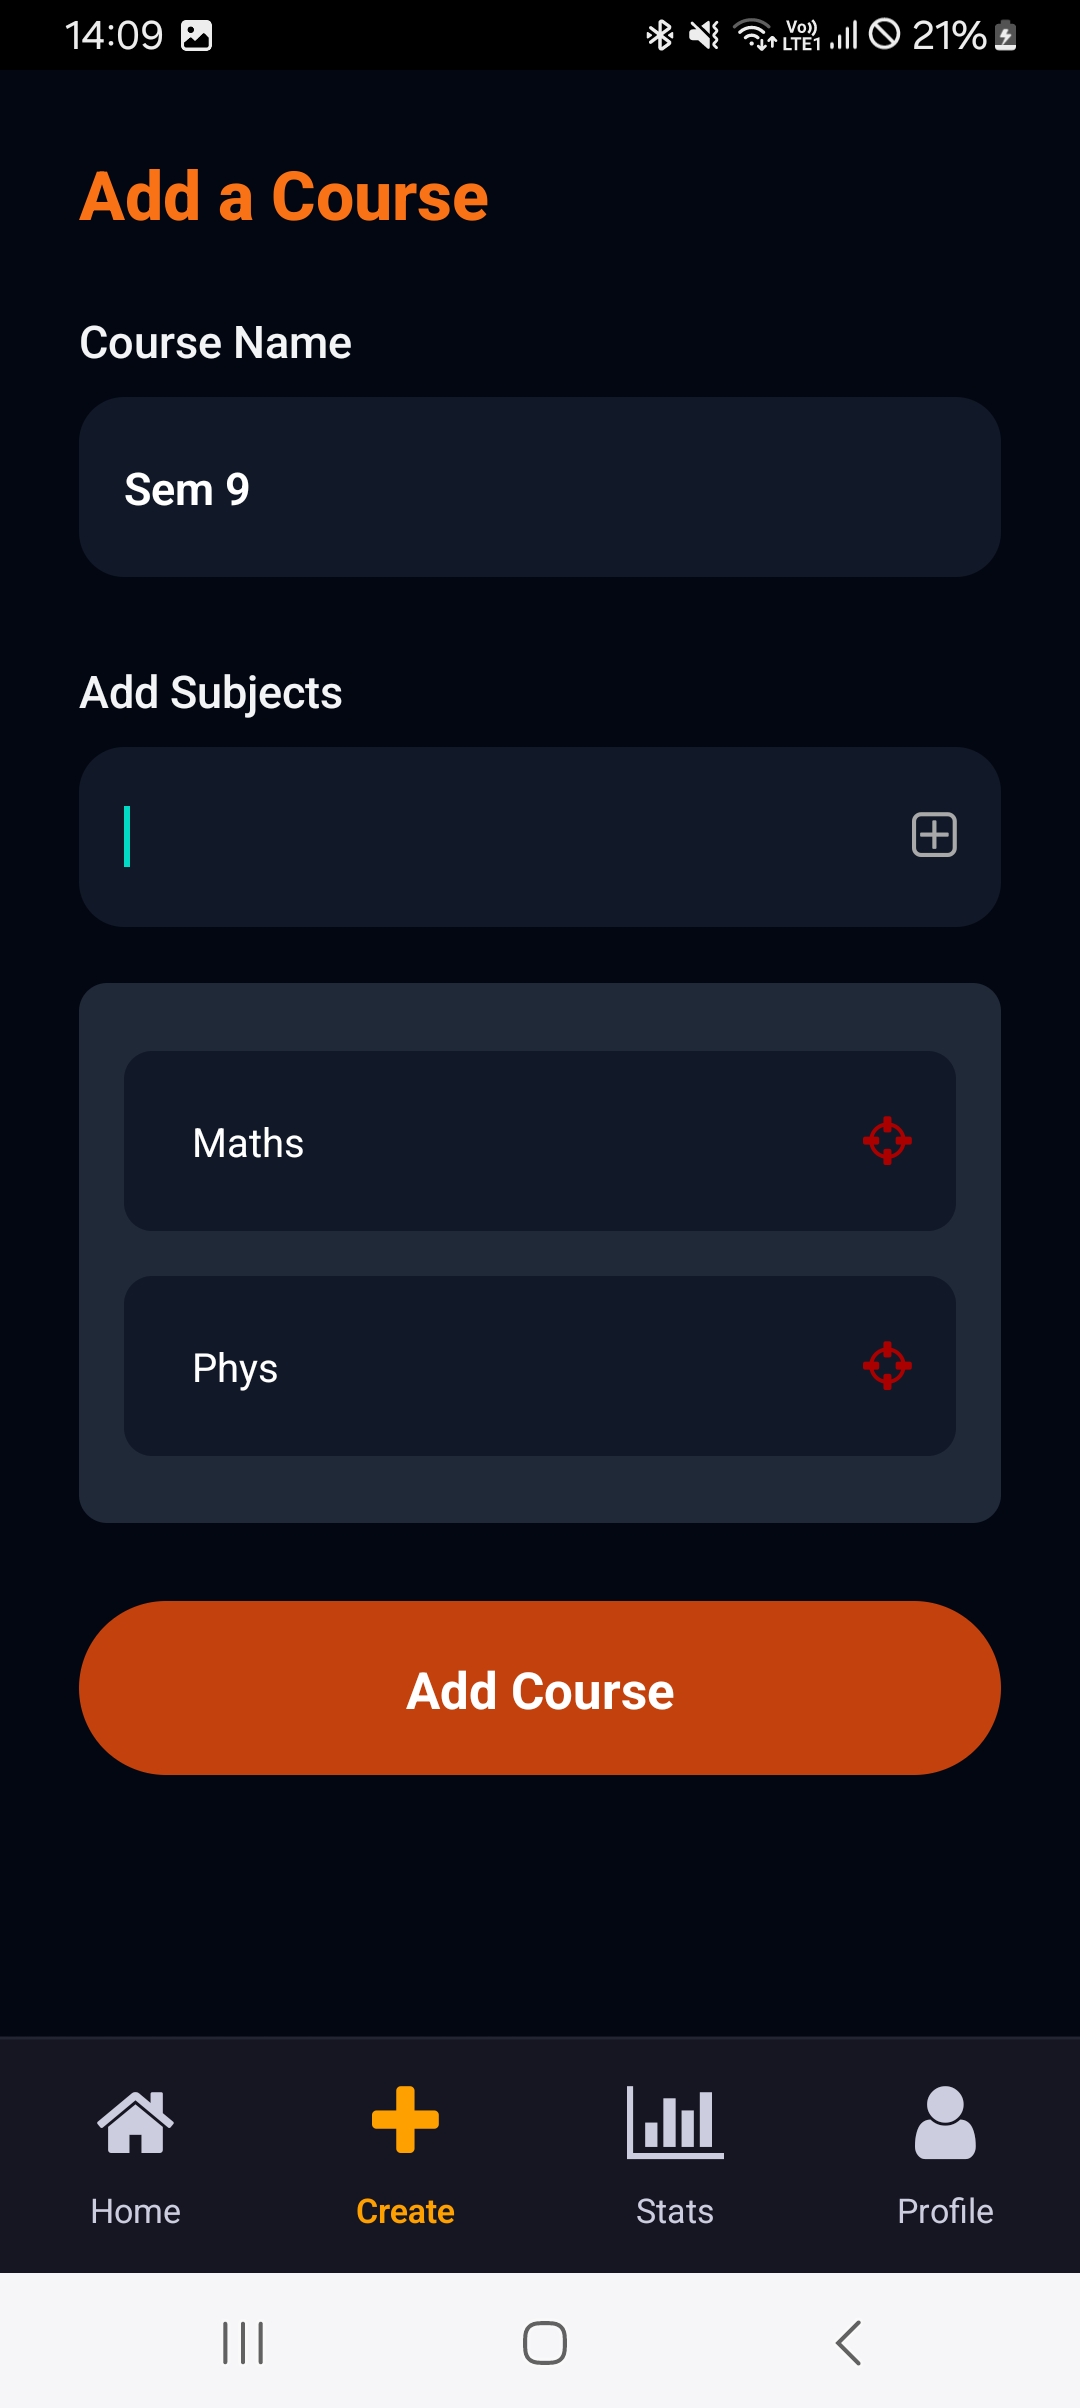 14:09 Vo)) LTE1 21%
Add a Course
Course Name
Sem 9
Add Subjects
Maths
Phys
Add Course
Home Create Stats Profile